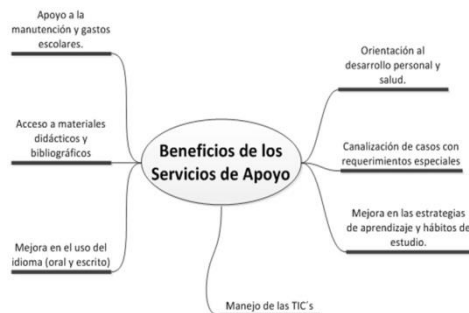 Apoyo a la
manutención y gastos
escolares.
Acceso a materiales
didácticos y
bibliográficos
Mejora en el uso del
idioma (oral y escrito)
Beneficios de los
Servicios de Apoyo
Orientación al
desarrollo personal y
salud.
Canalización de casos con
requerimientos especiales
Mejora en las estrategias
de aprendizaje y hábitos de
estudio.
Manejo de las TIC´s